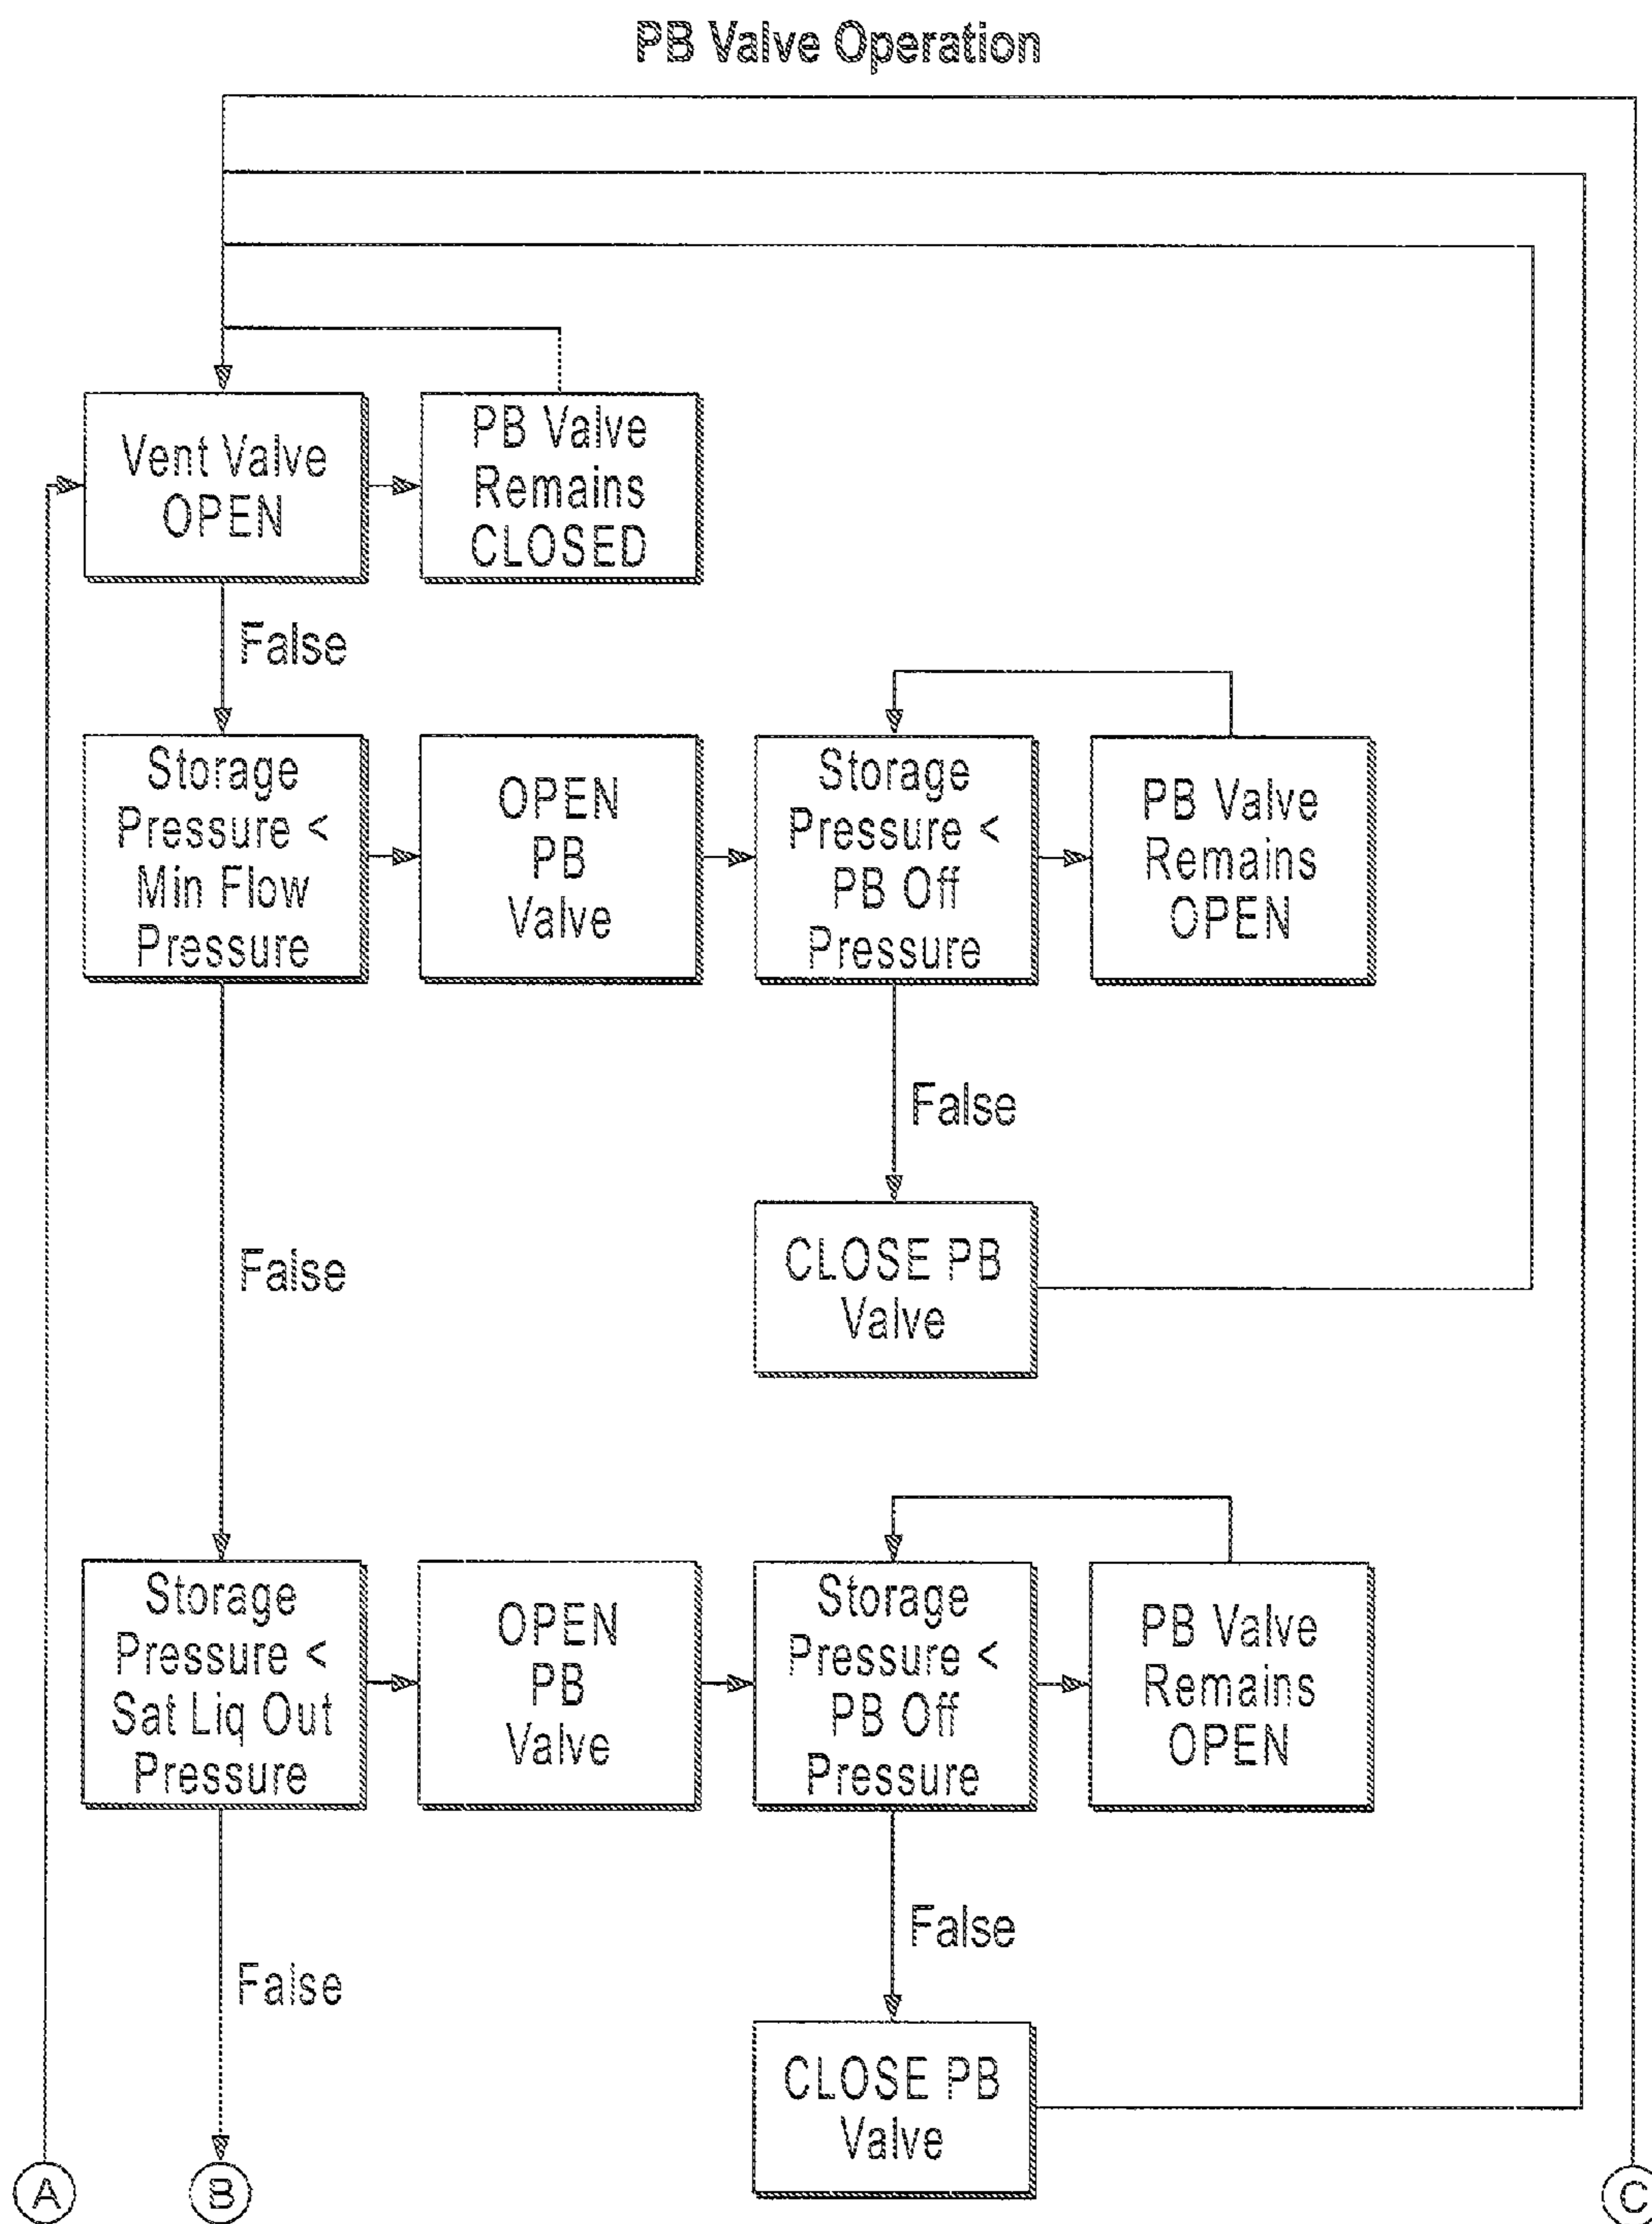 PB Valve Operation
Vent Valve
OPEN
PB Valve
Remains
CLOSED
False
Storage
Pressure <
Min Flow
Pressure
OPEN
PB
Valve
Storage
Pressure <
PB Off
Pressure
PB Valve
Remains
OPEN
False
CLOSE PB
Valve
False
Storage
Pressure <
Sat Liq Out
Pressure
OPEN
PB
Valve
Storage
Pressure <
PB Off
Pressure
PB Valve
Remains
OPEN
False
False
CLOSE PB
Valve
A
B
C